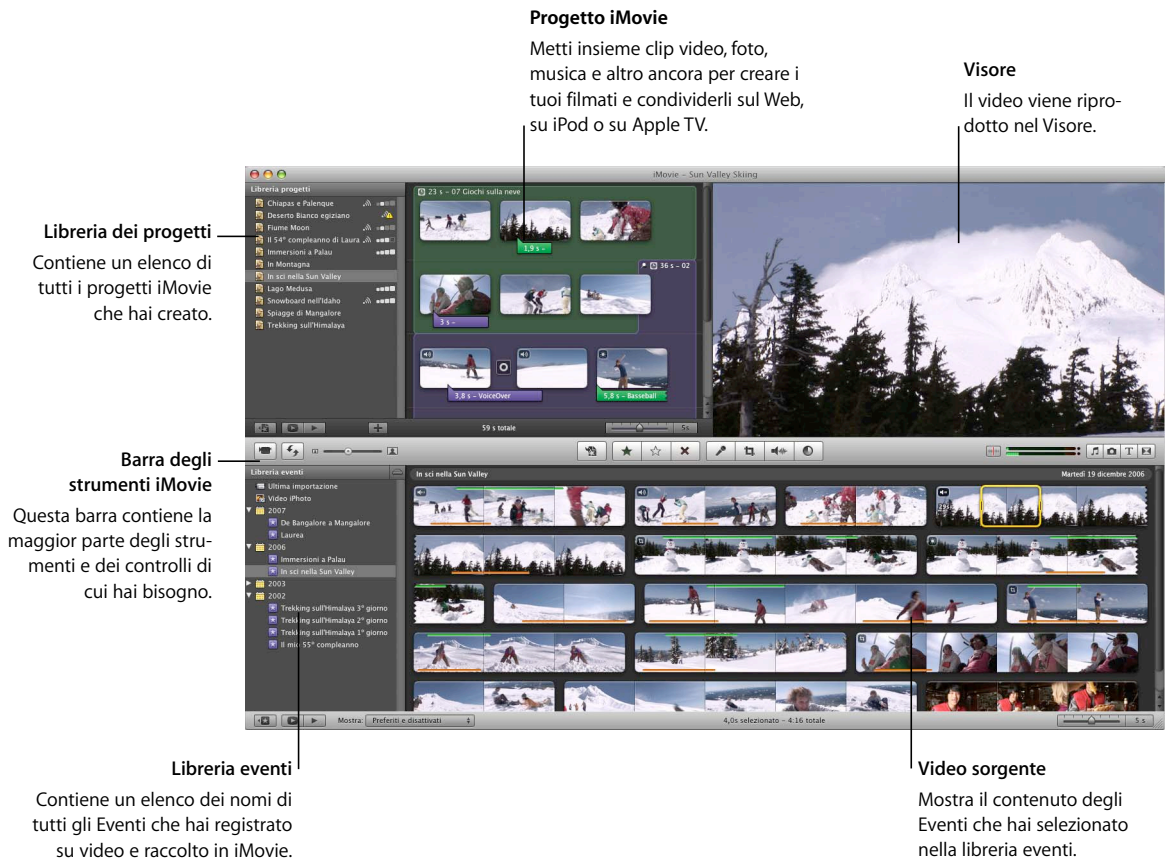 Progetto iMovie
Metti insieme clip video, foto,
musica e altro ancora per creare i
tuoi filmati e condividerli sul Web,
su iPod o su Apple TV.
Visore
Il video viene ripro-
dotto nel Visore.
Libreria dei progetti
Contiene un elenco di
tutti i progetti iMovie
che hai creato.
Barra degli
strumenti iMovie
Questa barra contiene la
maggior parte degli stru-
menti e dei controlli di
cui hai bisogno.
iMovie – Sun Valley Skiing
Libreria progetti
Chiapas e Palenque
Deserto Bianco egiziano
Fiume Moon
Il 54° compleanno di Laura
Immersioni a Palau
In Montagna
In sci nella Sun Valley
Lago Medusa
Snowboard nell'Idaho
Spiagge di Mangalore
Trekking sull'Himalaya
23 s – 07 Giochi sulla neve
1,9 s –
36 s – 02
3 s –
3,8 s – VoiceOver
5,8 s – Basseball
59 s totale
5s
Libreria eventi
Ultima importazione
Video iPhoto
2007
De Bangalore a Mangalore
Laurea
2006
Immersioni a Palau
In sci nella Sun Valley
2003
2002
Trekking sull'Himalaya 3° giorno
Trekking sull'Himalaya 2° giorno
Trekking sull'Himalaya 1° giorno
Il mio 55° compleanno
In sci nella Sun Valley
Martedì 19 dicembre 2006
Mostra: Preferiti e disattivati
4,0s selezionato – 4:16 totale
5 s
Libreria eventi
Contiene un elenco dei nomi di
tutti gli Eventi che hai registrato
su video e raccolto in iMovie.
Video sorgente
Mostra il contenuto degli
Eventi che hai selezionato
nella libreria eventi.